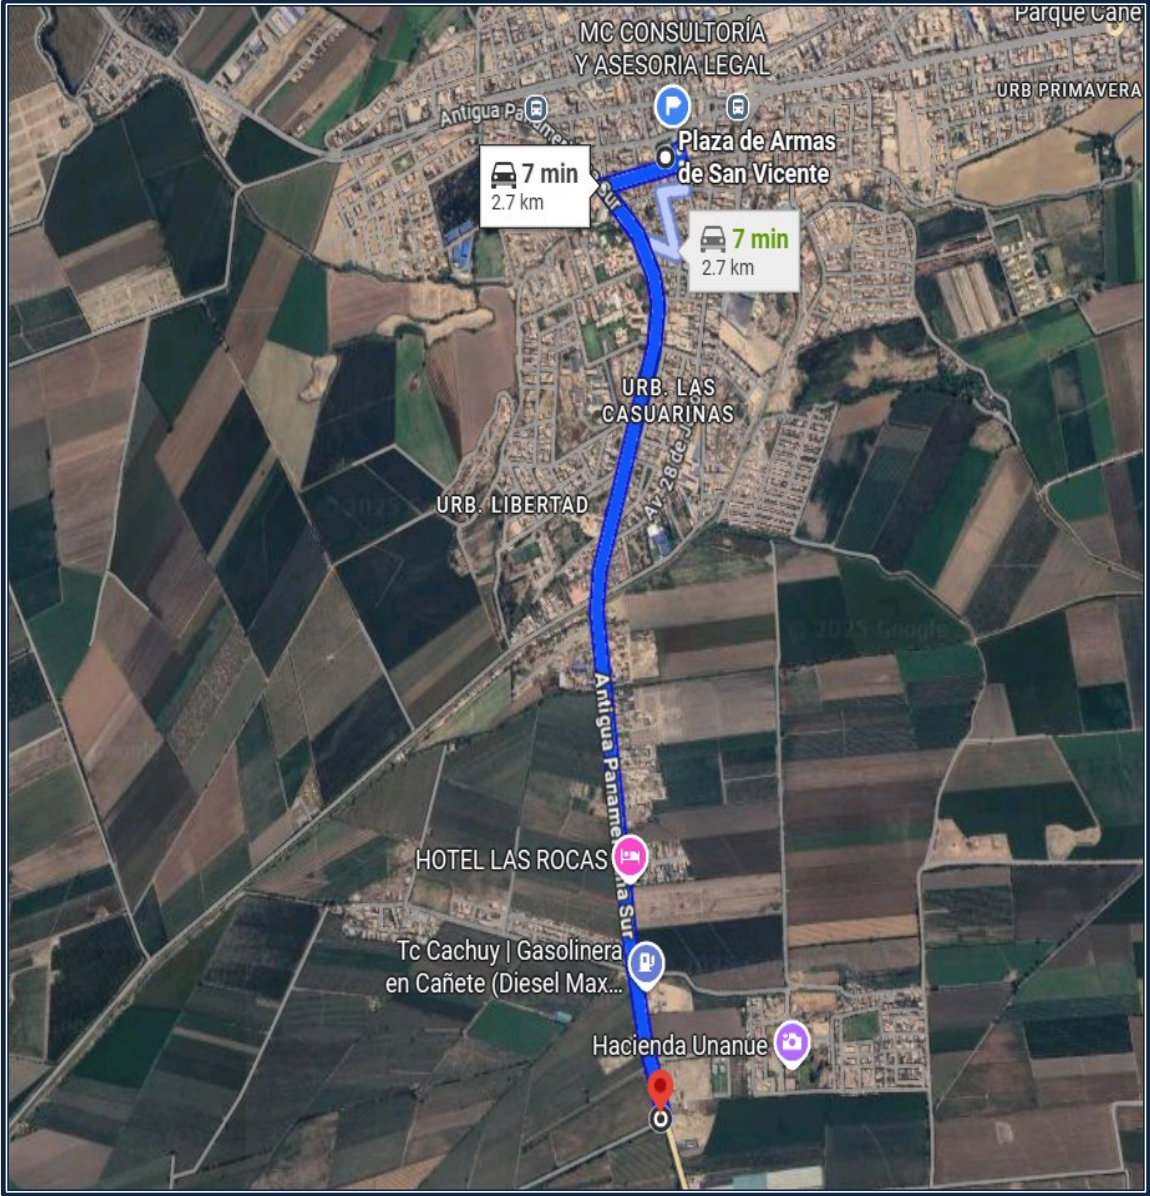 Parque Cañe
MC CONSULTORÍA
Y ASESORIA LEGAL
URB PRIMAVERA
Antigua Paname
Sur
Plaza de Armas
de San Vicente
7 min
2.7 km
7 min
2.7 km
URB. LAS
CASUARINAS
Av. 28 de J
URB. LIBERTAD
© 2025 Google
Antigua Paname
na Sur
HOTEL LAS ROCAS
Tc Cachuy | Gasolinera
en Cañete (Diesel Max...
Hacienda Unanue